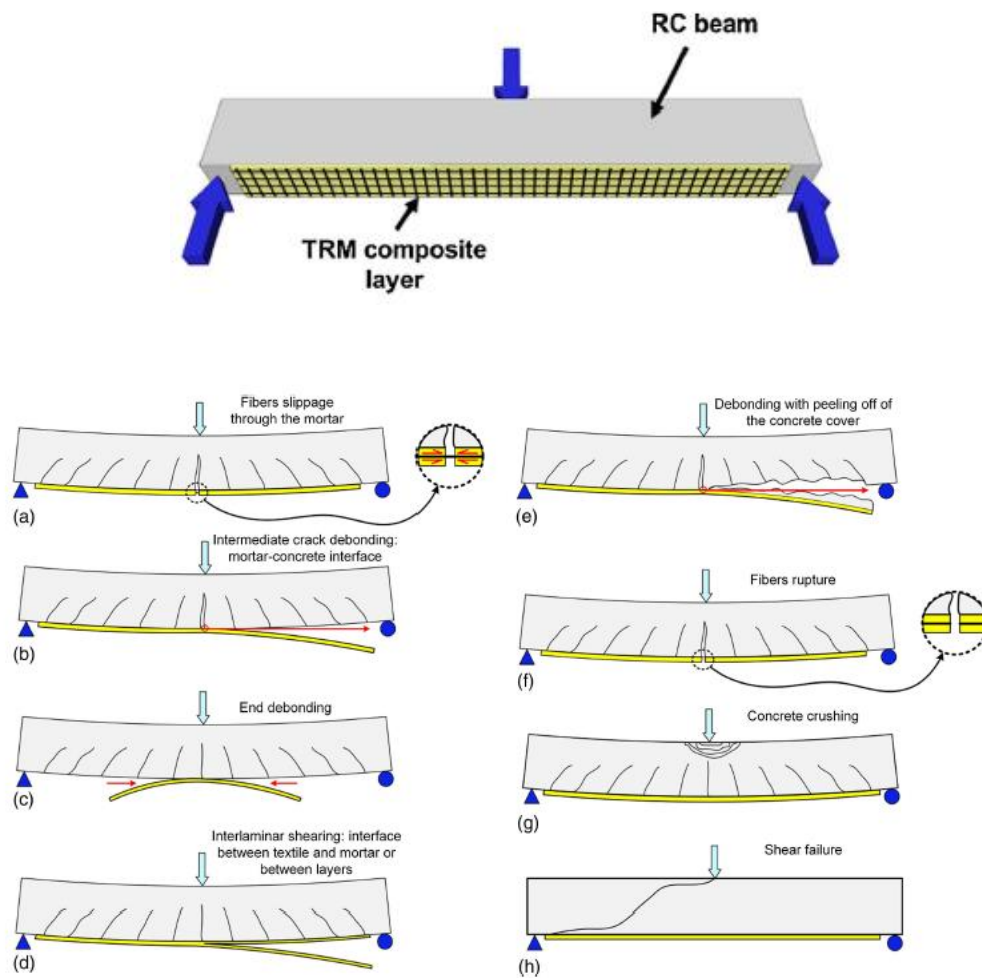 RC beam
TRM composite
layer
Fibers slippage
through the mortar
(a)
Intermediate crack debonding:
mortar-concrete interface
(b)
End debonding
(c)
Interlaminar shearing: interface
between textile and mortar or
between layers
(d)
Debonding with peeling off of
the concrete cover
(e)
Fibers rupture
(f)
Concrete crushing
(g)
Shear failure
(h)